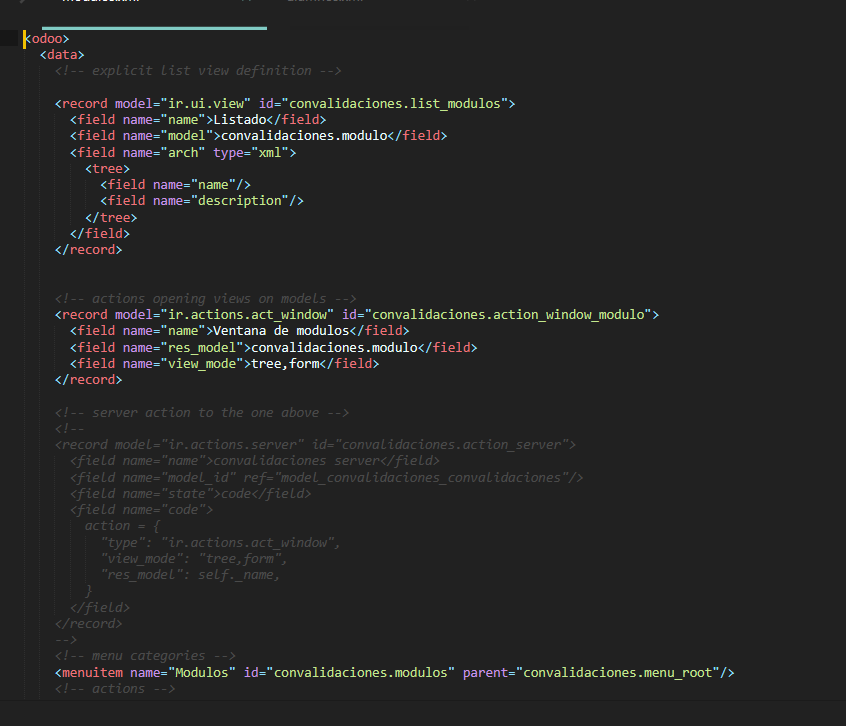 <odoo>
<data>
<!-- explicit list view definition -->
<record model="ir.ui.view" id="convalidaciones.list_modulos">
<field name="name">Listado</field>
<field name="model">convalidaciones.modulo</field>
<field name="arch" type="xml">
<tree>
<field name="name"/>
<field name="description"/>
</tree>
</field>
</record>
<!-- actions opening views on models -->
<record model="ir.actions.act_window" id="convalidaciones.action_window_modulo">
<field name="name">Ventana de modulos</field>
<field name="res_model">convalidaciones.modulo</field>
<field name="view_mode">tree,form</field>
</record>
<!-- server action to the one above -->
<!--
<record model="ir.actions.server" id="convalidaciones.action_server">
<field name="name">convalidaciones server</field>
<field name="model_id" ref="model_convalidaciones_convalidaciones"/>
<field name="state">code</field>
<field name="code">
action = {
"type": "ir.actions.act_window",
"view_mode": "tree,form",
"res_model": self._name,
}
</field>
</record>
-->
<!-- menu categories -->
<menuitem name="Modulos" id="convalidaciones.modulos" parent="convalidaciones.menu_root"/>
<!-- actions -->